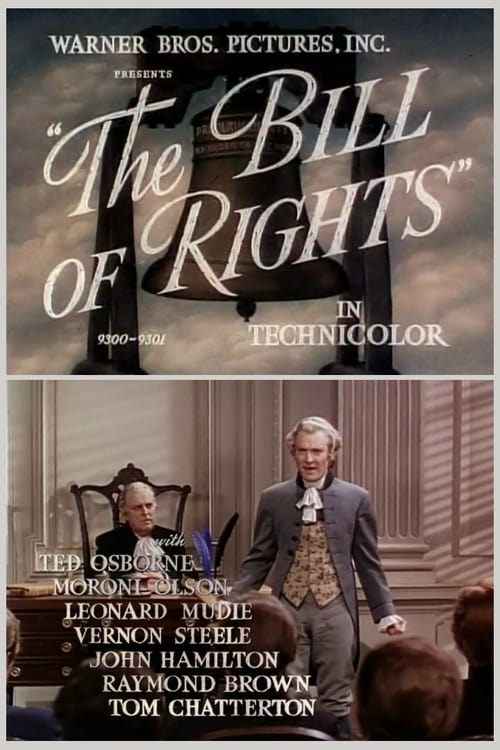 WARNER BROS. PICTURES, INC.
PRESENTS
"The BILL
OF RIGHTS"
IN
9300-9301 TECHNICOLOR
with
TED OSBORNE
MORONI OLSON
LEONARD MUDIE
VERNON STEELE
JOHN HAMILTON
RAYMOND BROWN
TOM CHATTERTON